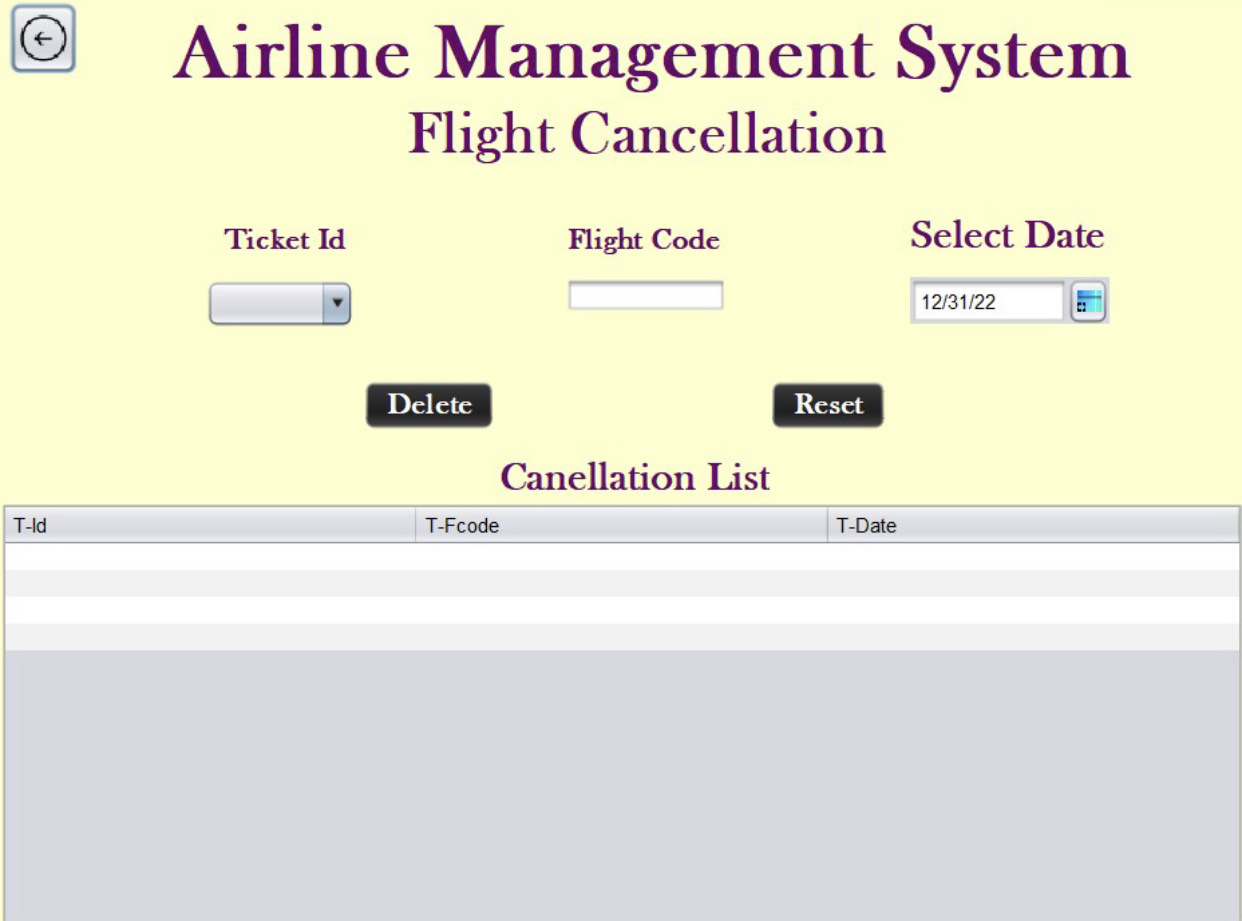 Airline Management System
Flight Cancellation
Ticket Id Flight Code Select Date
12/31/22
Delete Reset
Canellation List
T-Id T-Fcode T-Date